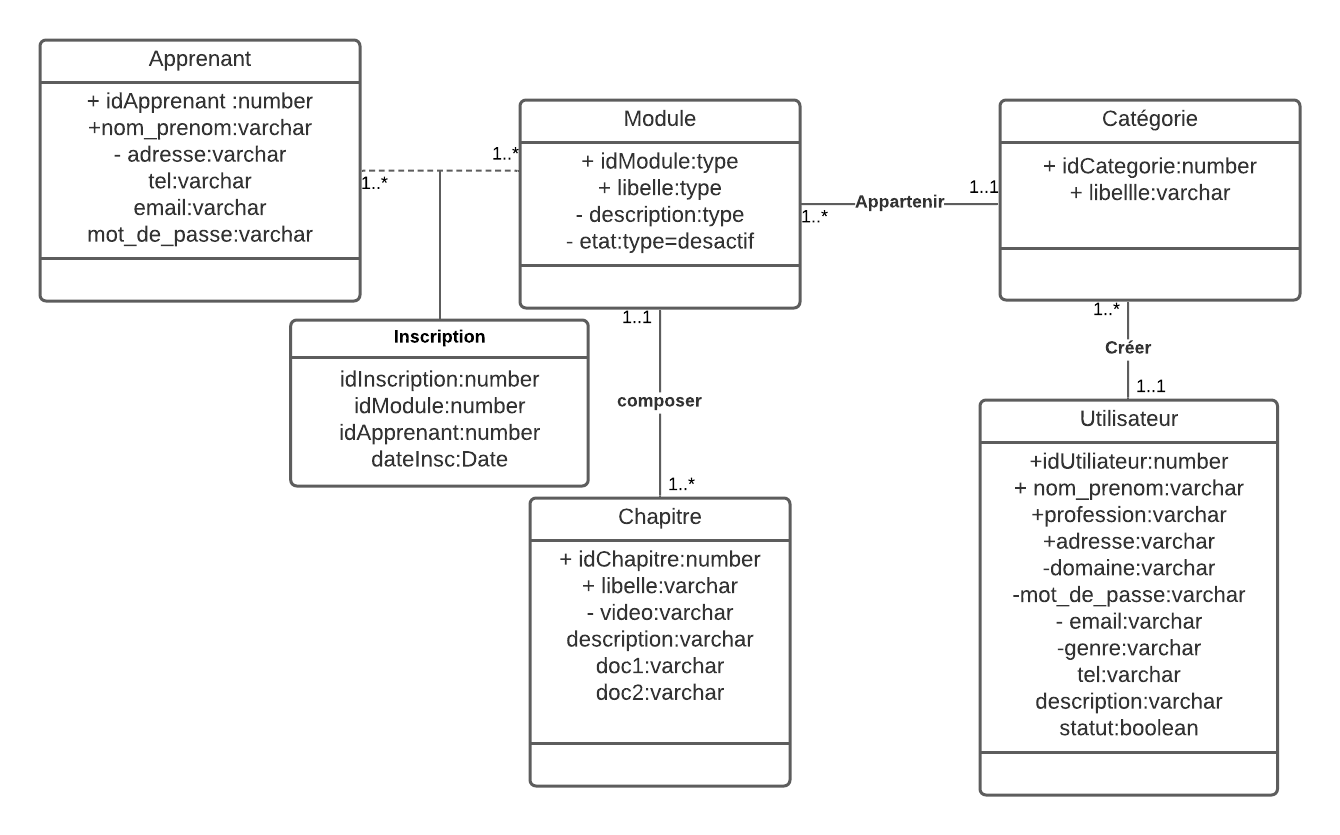 Apprenant
+ idApprenant :number
+nom_prenom:varchar
- adresse:varchar
tel:varchar
email:varchar
mot_de_passe:varchar
1..*
1..*
Module
+ idModule:type
+ libelle:type
- description:type
- etat:type=desactif
1..*
Appartenir
1..1
Catégorie
+ idCategorie:number
+ libellle:varchar
Inscription
idInscription:number
idModule:number
idApprenant:number
dateInsc:Date
1..1
composer
1..*
Chapitre
+ idChapitre:number
+ libelle:varchar
- video:varchar
description:varchar
doc1:varchar
doc2:varchar
1..*
Créer
1..1
Utilisateur
+idUtiliateur:number
+ nom_prenom:varchar
+profession:varchar
+adresse:varchar
-domaine:varchar
-mot_de_passe:varchar
- email:varchar
-genre:varchar
tel:varchar
description:varchar
statut:boolean